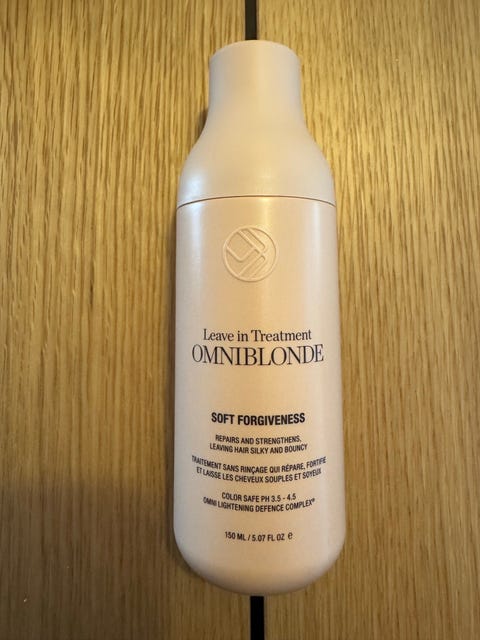 Leave in Treatment
OMNIBLONDE
SOFT FORGIVENESS
REPAIRS AND STRENGTHENS,
LEAVING HAIR SILKY AND BOUNCY
TRAITEMENT SANS RINÇAGE QUI RÉPARE, FORTIFIE
ET LAISSE LES CHEVEUX SOUPLES ET SOYEUX
COLOR SAFE PH 3.5 - 4.5
OMNI LIGHTENING DEFENCE COMPLEX®
150 ML / 5.07 FL OZ ℮